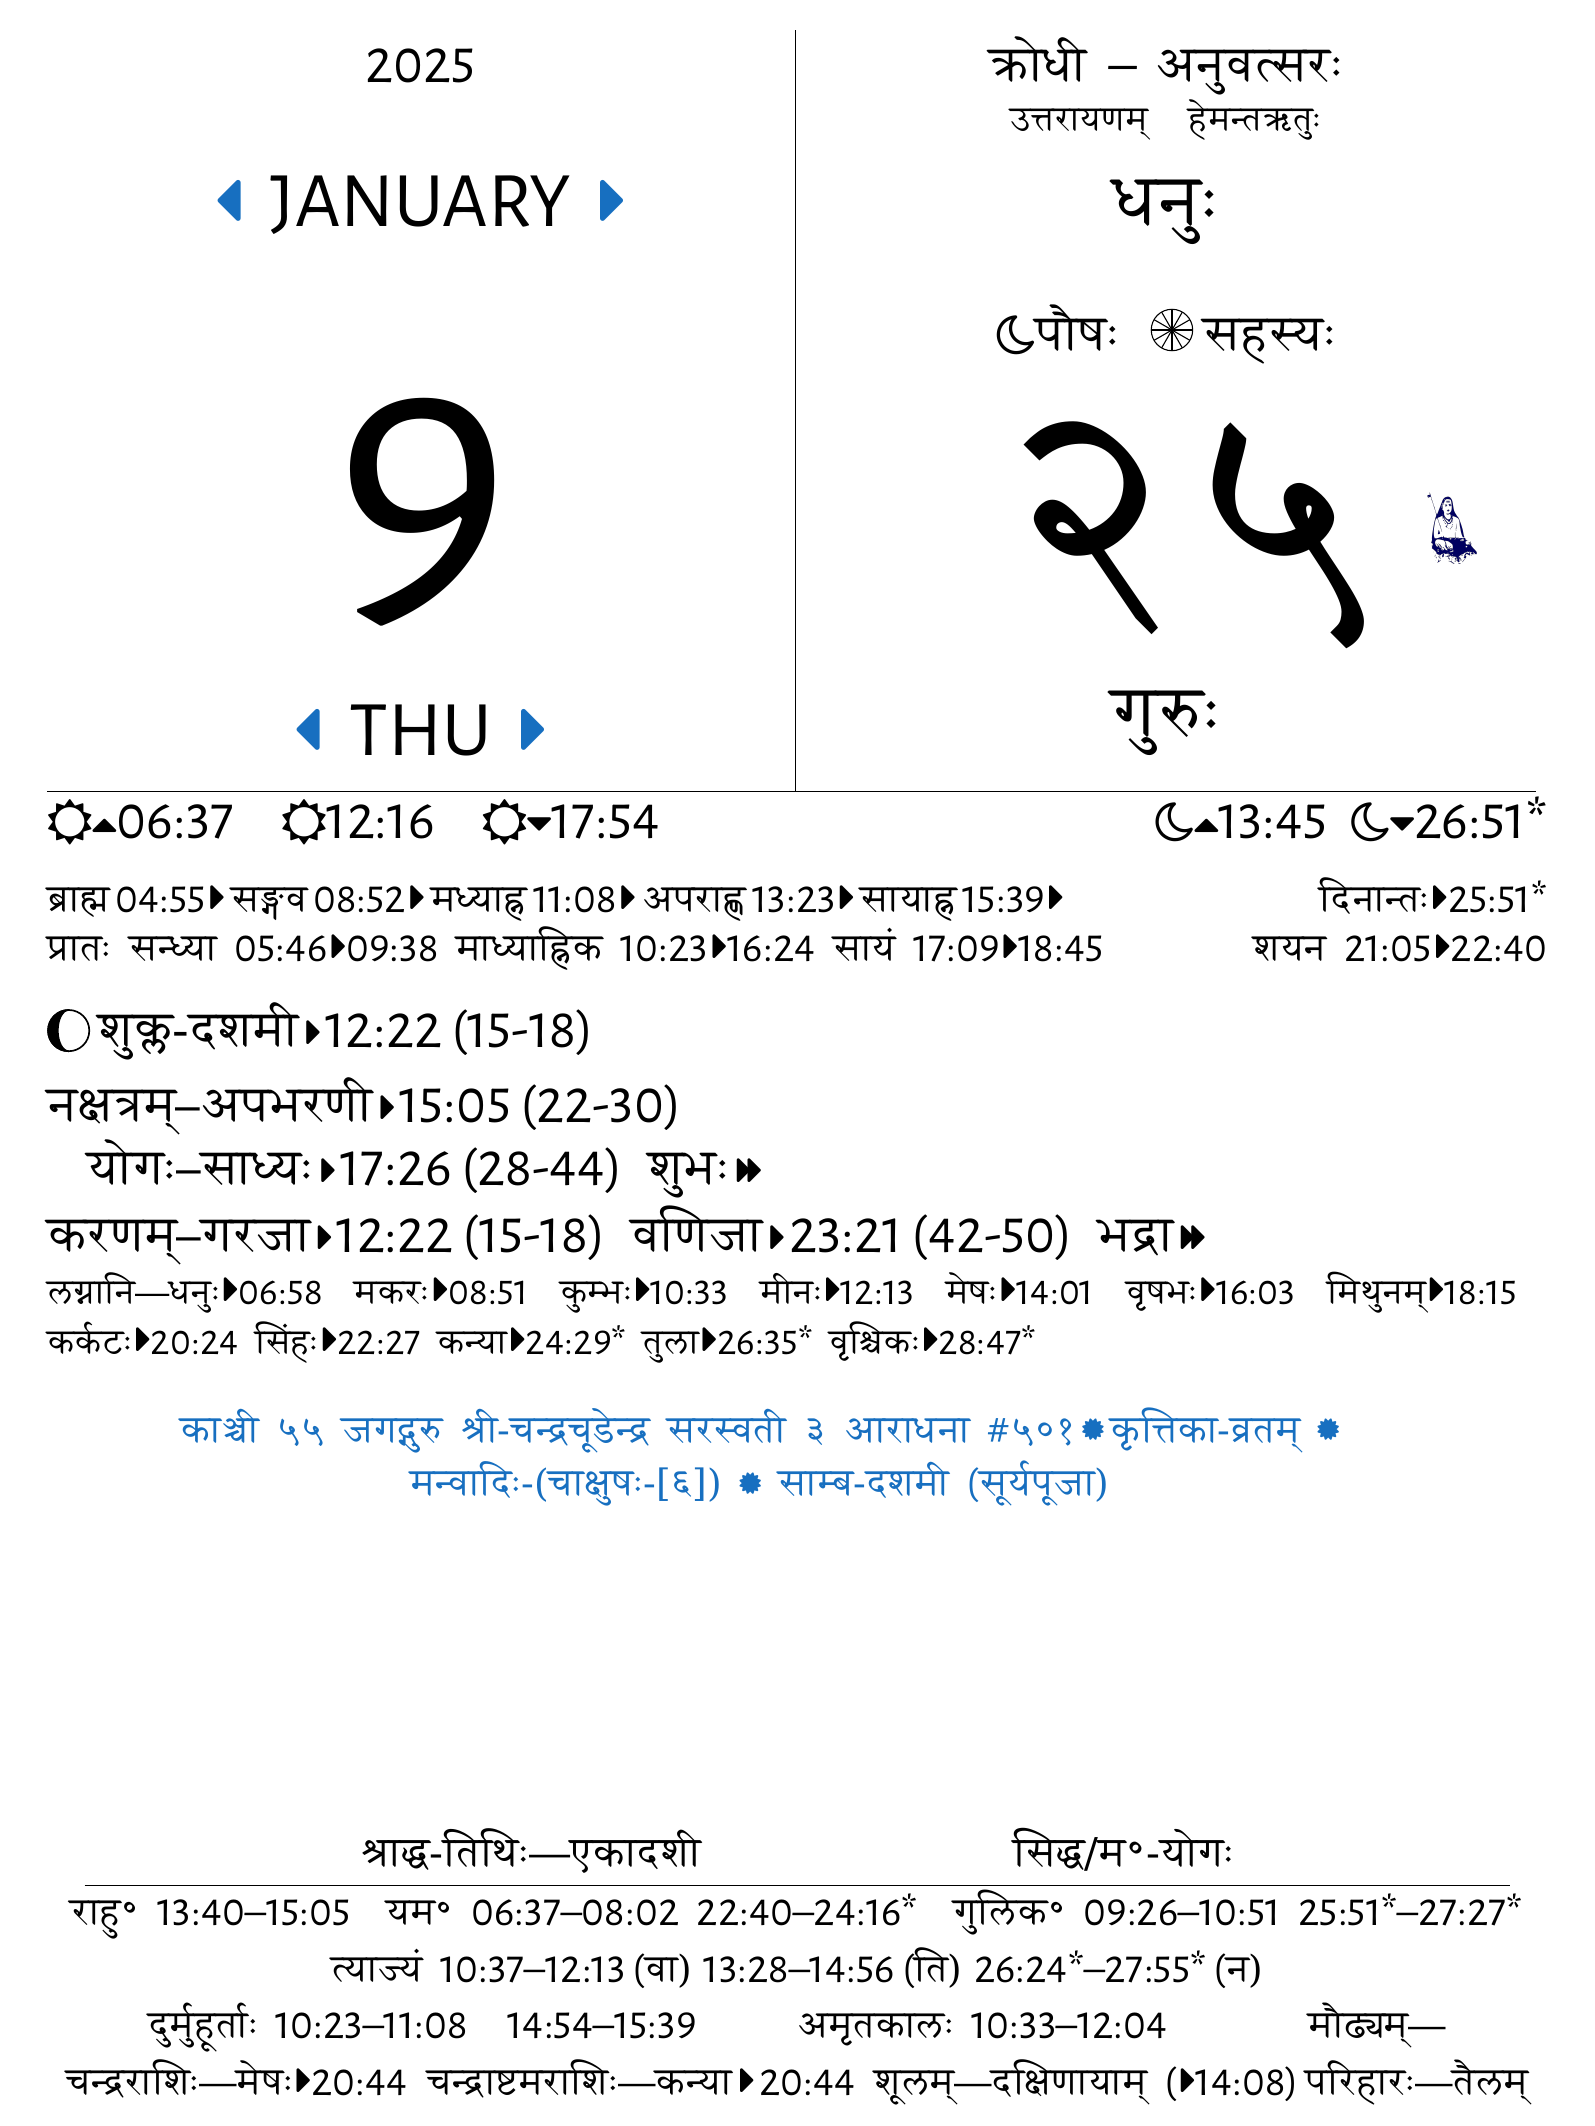 2025
JANUARY
9
THU
क्रोधी – अनुवत्सरः
उत्तरायणम् हेमन्तऋतुः
धनुः
पौषः सहस्यः
२५
गुरुः
06:37 12:16 17:54 13:45 26:51*
ब्राह्म 04:55 सङ्गव 08:52 मध्याह्न 11:08 अपराह्ण 13:23 सायाह्न 15:39 दिनान्तः 25:51*
प्रातः सन्ध्या 05:46 09:38 माध्याह्निक 10:23 16:24 सायं 17:09 18:45 शयन 21:05 22:40
शुक्ल-दशमी 12:22 (15-18)
नक्षत्रम्–अपभरणी 15:05 (22-30)
योगः–साध्यः 17:26 (28-44) शुभः
करणम्–गरजा 12:22 (15-18) वणिजा 23:21 (42-50) भद्रा
लग्नानि—धनुः 06:58 मकरः 08:51 कुम्भः 10:33 मीनः 12:13 मेषः 14:01 वृषभः 16:03 मिथुनम् 18:15
कर्कटः 20:24 सिंहः 22:27 कन्या 24:29* तुला 26:35* वृश्चिकः 28:47*
काञ्ची ५५ जगद्गुरु श्री-चन्द्रचूडेन्द्र सरस्वती ३ आराधना #५०१ कृत्तिका-व्रतम्
मन्वादिः-(चाक्षुषः-[६]) साम्ब-दशमी (सूर्यपूजा)
श्राद्ध-तिथिः—एकादशी सिद्ध/म॰-योगः
राहु॰ 13:40–15:05 यम॰ 06:37–08:02 22:40–24:16* गुलिक॰ 09:26–10:51 25:51*–27:27*
त्याज्यं 10:37–12:13 (वा) 13:28–14:56 (ति) 26:24*–27:55* (न)
दुर्मुहूर्ताः 10:23–11:08 14:54–15:39 अमृतकालः 10:33–12:04 मौढ्यम्—
चन्द्रराशिः—मेषः 20:44 चन्द्राष्टमराशिः—कन्या 20:44 शूलम्—दक्षिणायाम् (14:08) परिहारः—तैलम्